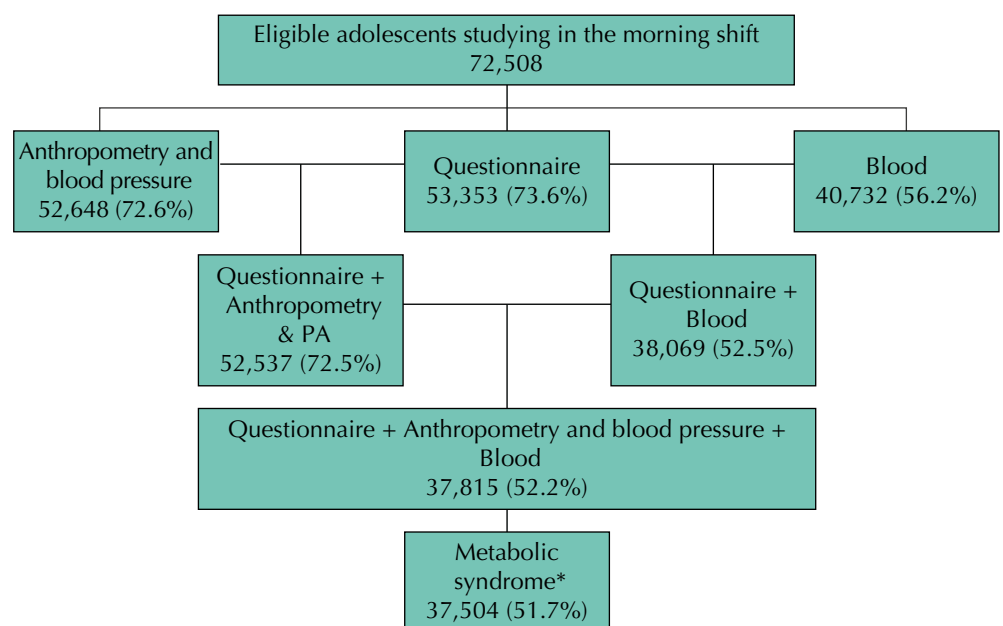 Eligible adolescents studying in the morning shift
72,508
Anthropometry and
blood pressure
52,648 (72.6%)
Questionnaire
53,353 (73.6%)
Blood
40,732 (56.2%)
Questionnaire +
Anthropometry
& PA
52,537 (72.5%)
Questionnaire +
Blood
38,069 (52.5%)
Questionnaire + Anthropometry and blood pressure +
Blood
37,815 (52.2%)
Metabolic
syndrome*
37,504 (51.7%)